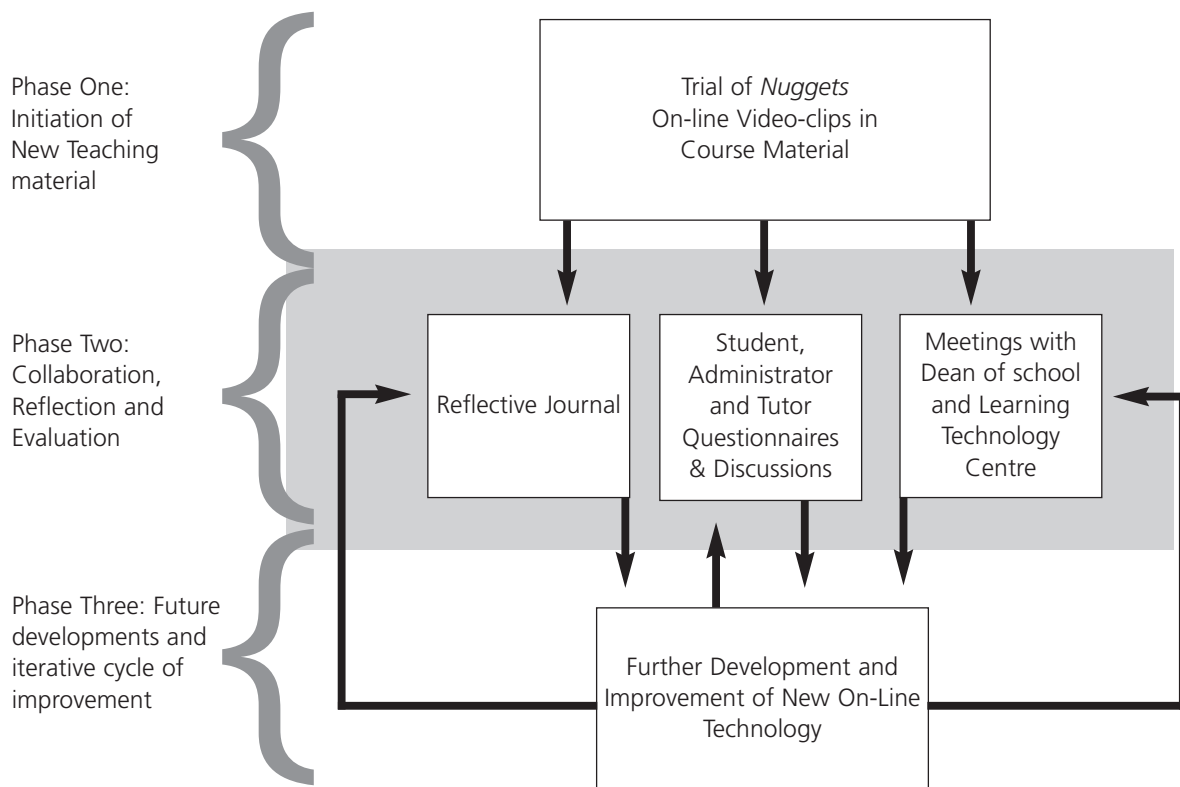 Phase One:
Initiation of
New Teaching
material
Trial of Nuggets
On-line Video-clips in
Course Material
Phase Two:
Collaboration,
Reflection and
Evaluation
Reflective Journal
Student,
Administrator
and Tutor
Questionnaires
& Discussions
Meetings with
Dean of school
and Learning
Technology
Centre
Phase Three: Future
developments and
iterative cycle of
improvement
Further Development and
Improvement of New On-Line
Technology